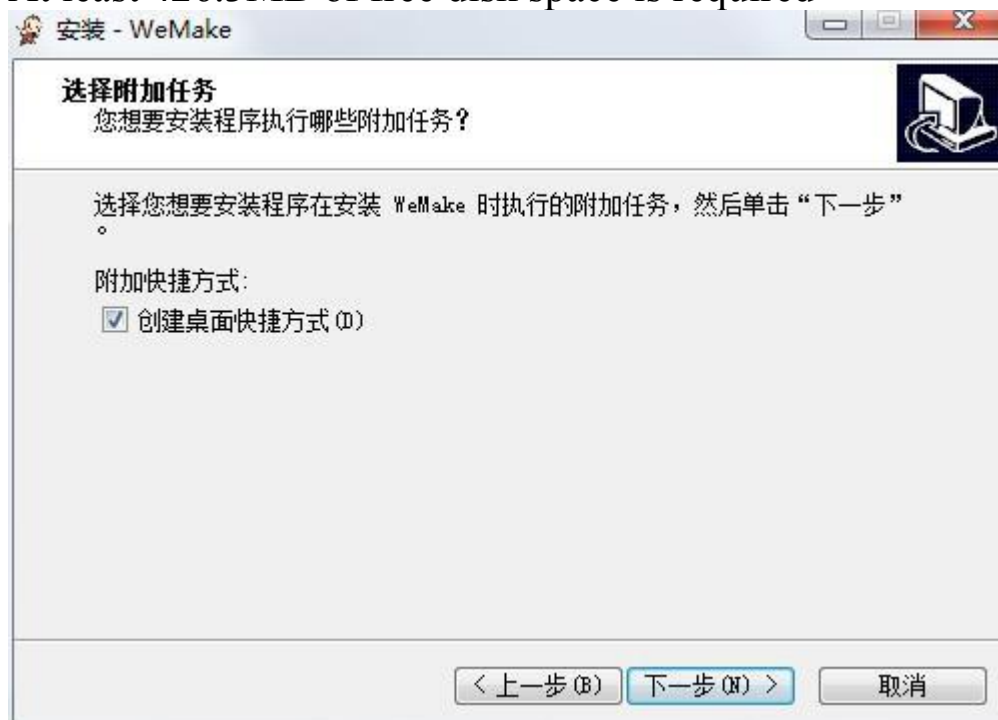 安装 - WeMake
选择附加任务
您想要安装程序执行哪些附加任务?
选择您想要安装程序在安装 WeMake 时执行的附加任务，然后单击“下一步”
。
附加快捷方式:
创建桌面快捷方式(D)
< 上一步(B)
下一步(N) >
取消